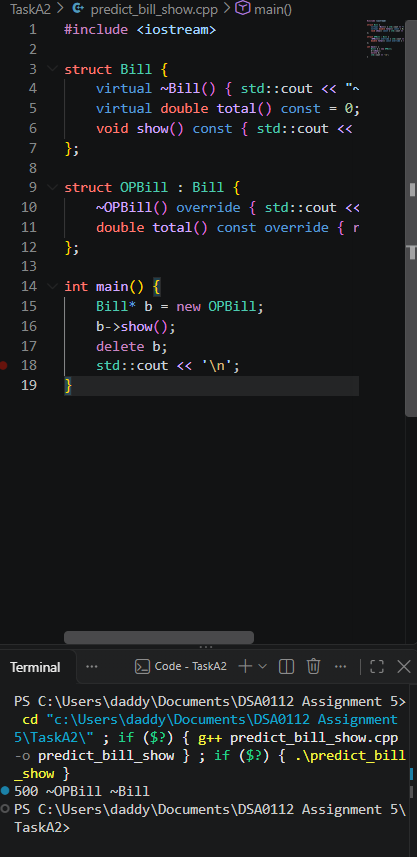 TaskA2 > predict_bill_show.cpp > main()
1 #include <iostream>
2
3 struct Bill {
4     virtual ~Bill() { std::cout << "~
5     virtual double total() const = 0;
6     void show() const { std::cout <<
7 };
8
9 struct OPBill : Bill {
10     ~OPBill() override { std::cout <<
11     double total() const override { r
12 };
13
14 int main() {
15     Bill* b = new OPBill;
16     b->show();
17     delete b;
18     std::cout << '\n';
19 }
Terminal ... Code - TaskA2
PS C:\Users\daddy\Documents\DSA0112 Assignment 5>
 cd "c:\Users\daddy\Documents\DSA0112 Assignment
5\TaskA2\" ; if ($?) { g++ predict_bill_show.cpp
-o predict_bill_show } ; if ($?) { .\predict_bill
_show }
500 ~OPBill ~Bill
PS C:\Users\daddy\Documents\DSA0112 Assignment 5\
TaskA2>